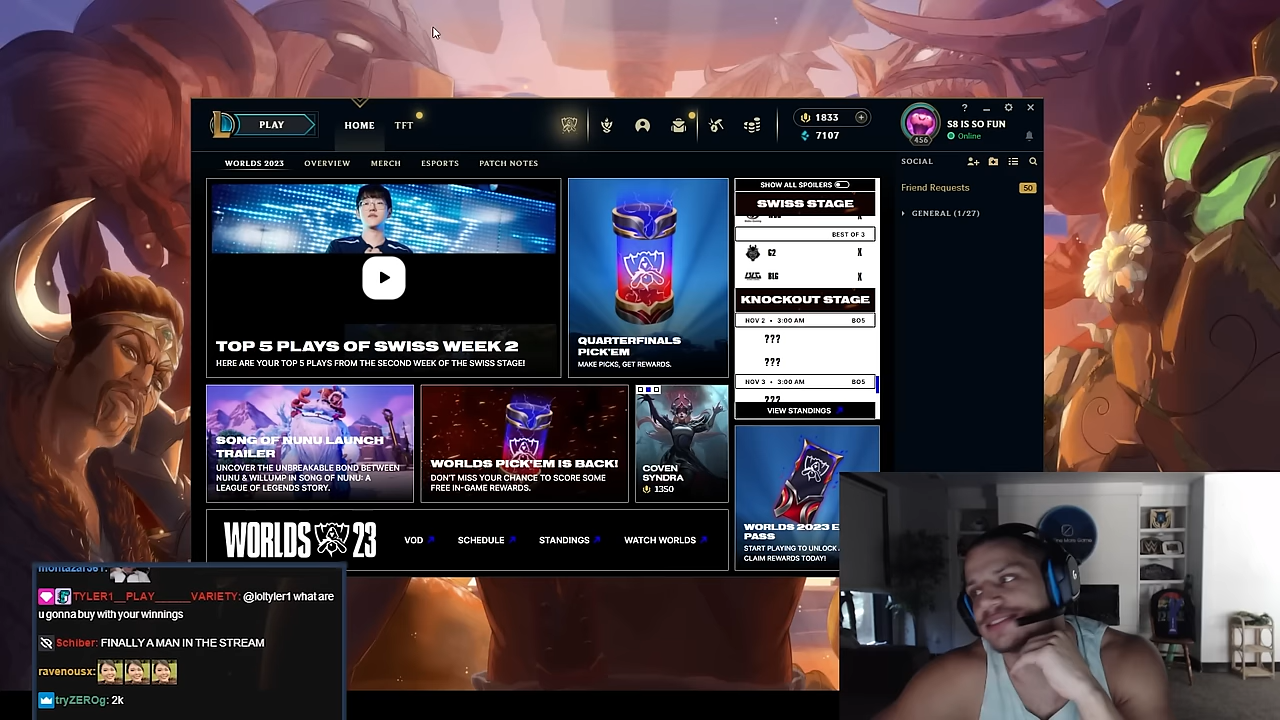 PLAY
HOME
TFT
1833
7107
456
?
S8 IS SO FUN
Online
WORLDS 2023
OVERVIEW
MERCH
ESPORTS
PATCH NOTES
SOCIAL
Friend Requests
50
GENERAL (1/27)
TOP 5 PLAYS OF SWISS WEEK 2
HERE ARE YOUR TOP 5 PLAYS FROM THE SECOND WEEK OF THE SWISS STAGE!
QUARTERFINALS
PICK'EM
MAKE PICKS, GET REWARDS.
SHOW ALL SPOILERS
SWISS STAGE
BEST OF 3
G2
X
BLG
X
KNOCKOUT STAGE
NOV 2 • 3:00 AM
BO5
???
???
NOV 3 • 3:00 AM
BO5
???
VIEW STANDINGS
SONG OF NUNU LAUNCH
TRAILER
UNCOVER THE UNBREAKABLE BOND BETWEEN
NUNU & WILLUMP IN SONG OF NUNU: A
LEAGUE OF LEGENDS STORY.
WORLDS PICK'EM IS BACK!
DON'T MISS YOUR CHANCE TO SCORE SOME
FREE IN-GAME REWARDS.
COVEN
SYNDRA
1350
WORLDS 23
VOD
SCHEDULE
STANDINGS
WATCH WORLDS
WORLDS 2023 E
PASS
START PLAYING TO UNLOCK
CLAIM REWARDS TODAY!
montazar361:
TYLER1__PLAY______VARIETY: @loltyler1 what are
u gonna buy with your winnings
Schiber: FINALLY A MAN IN THE STREAM
ravenousx:
tryZEROg: 2k